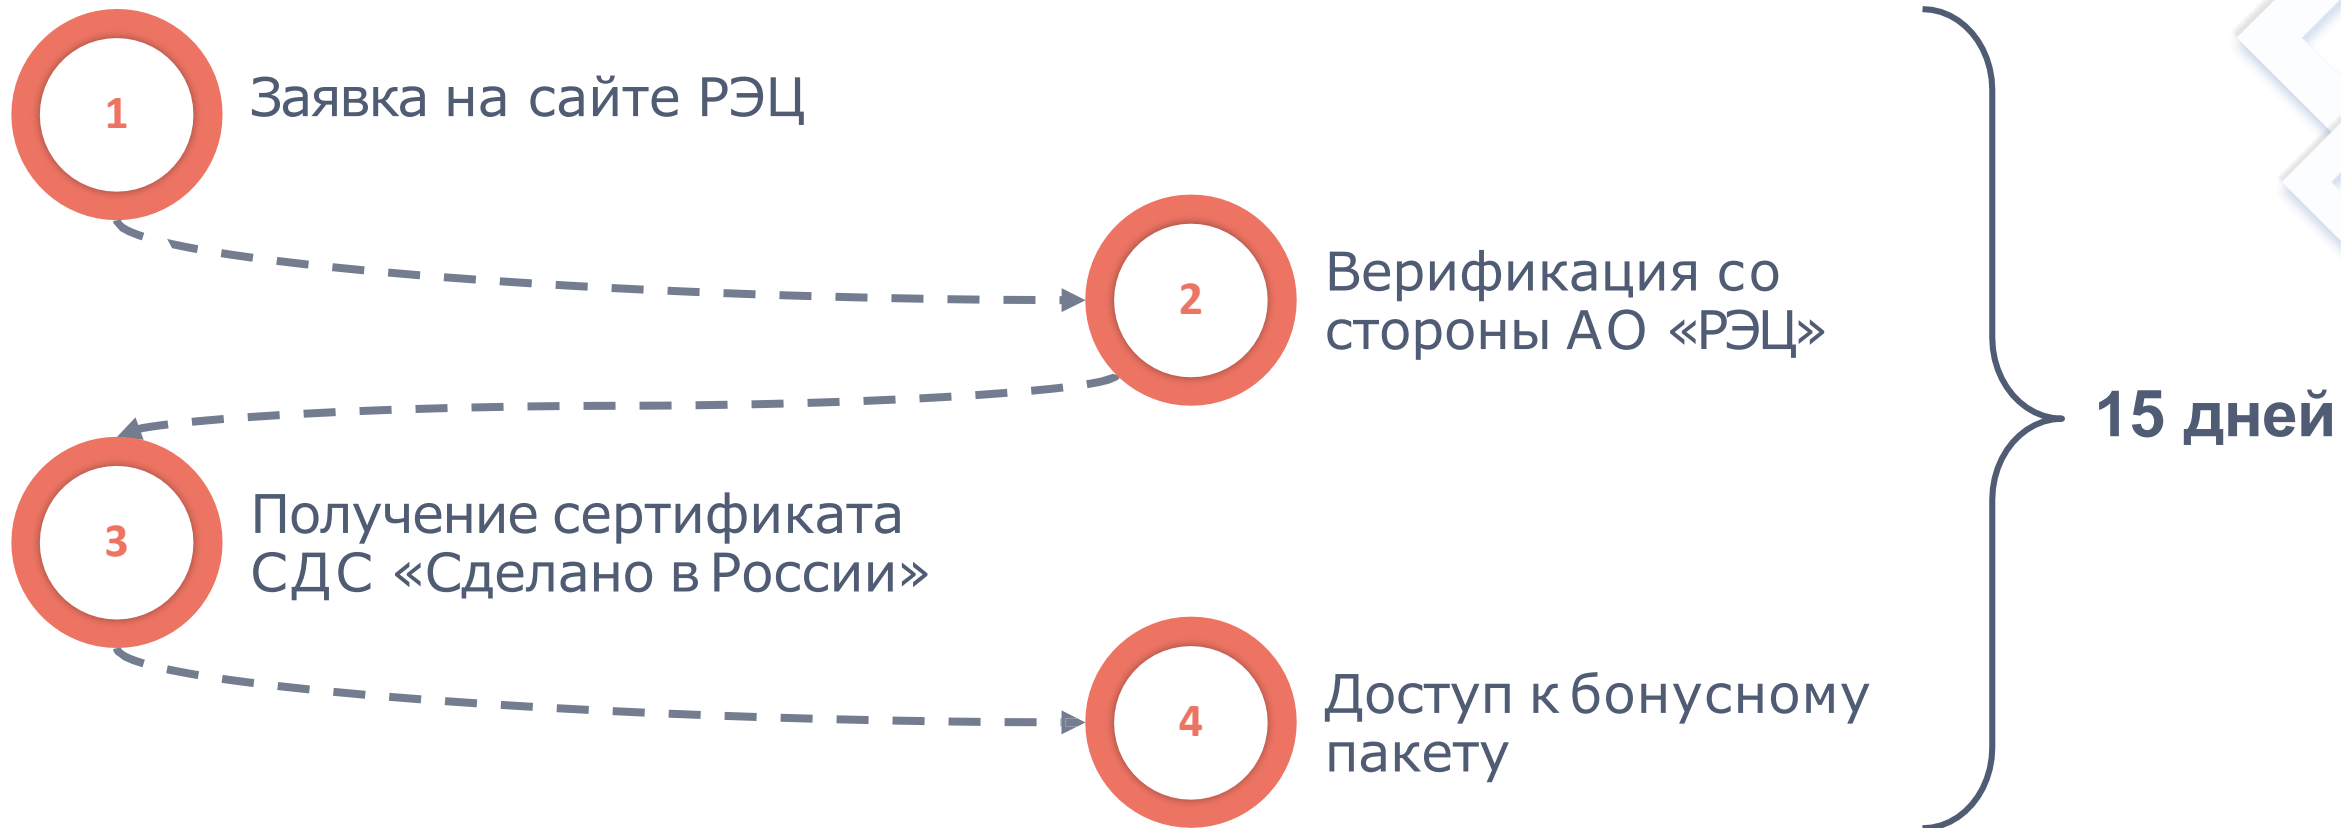 1
Заявка на сайте РЭЦ
2
Верификация со
стороны АО «РЭЦ»
3
Получение сертификата
СДС «Сделано в России»
4
Доступ к бонусному
пакету
15 дней